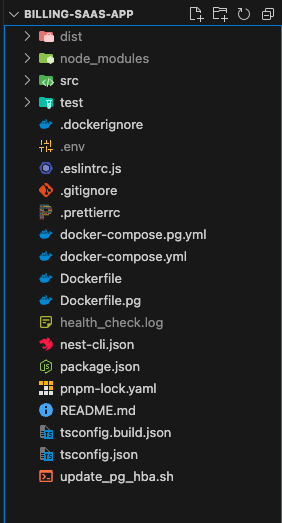 BILLING-SAAS-APP
dist
node_modules
src
test
.dockerignore
.env
.eslintrc.js
.gitignore
.prettierrc
docker-compose.pg.yml
docker-compose.yml
Dockerfile
Dockerfile.pg
health_check.log
nest-cli.json
package.json
pnpm-lock.yaml
README.md
tsconfig.build.json
tsconfig.json
update_pg_hba.sh